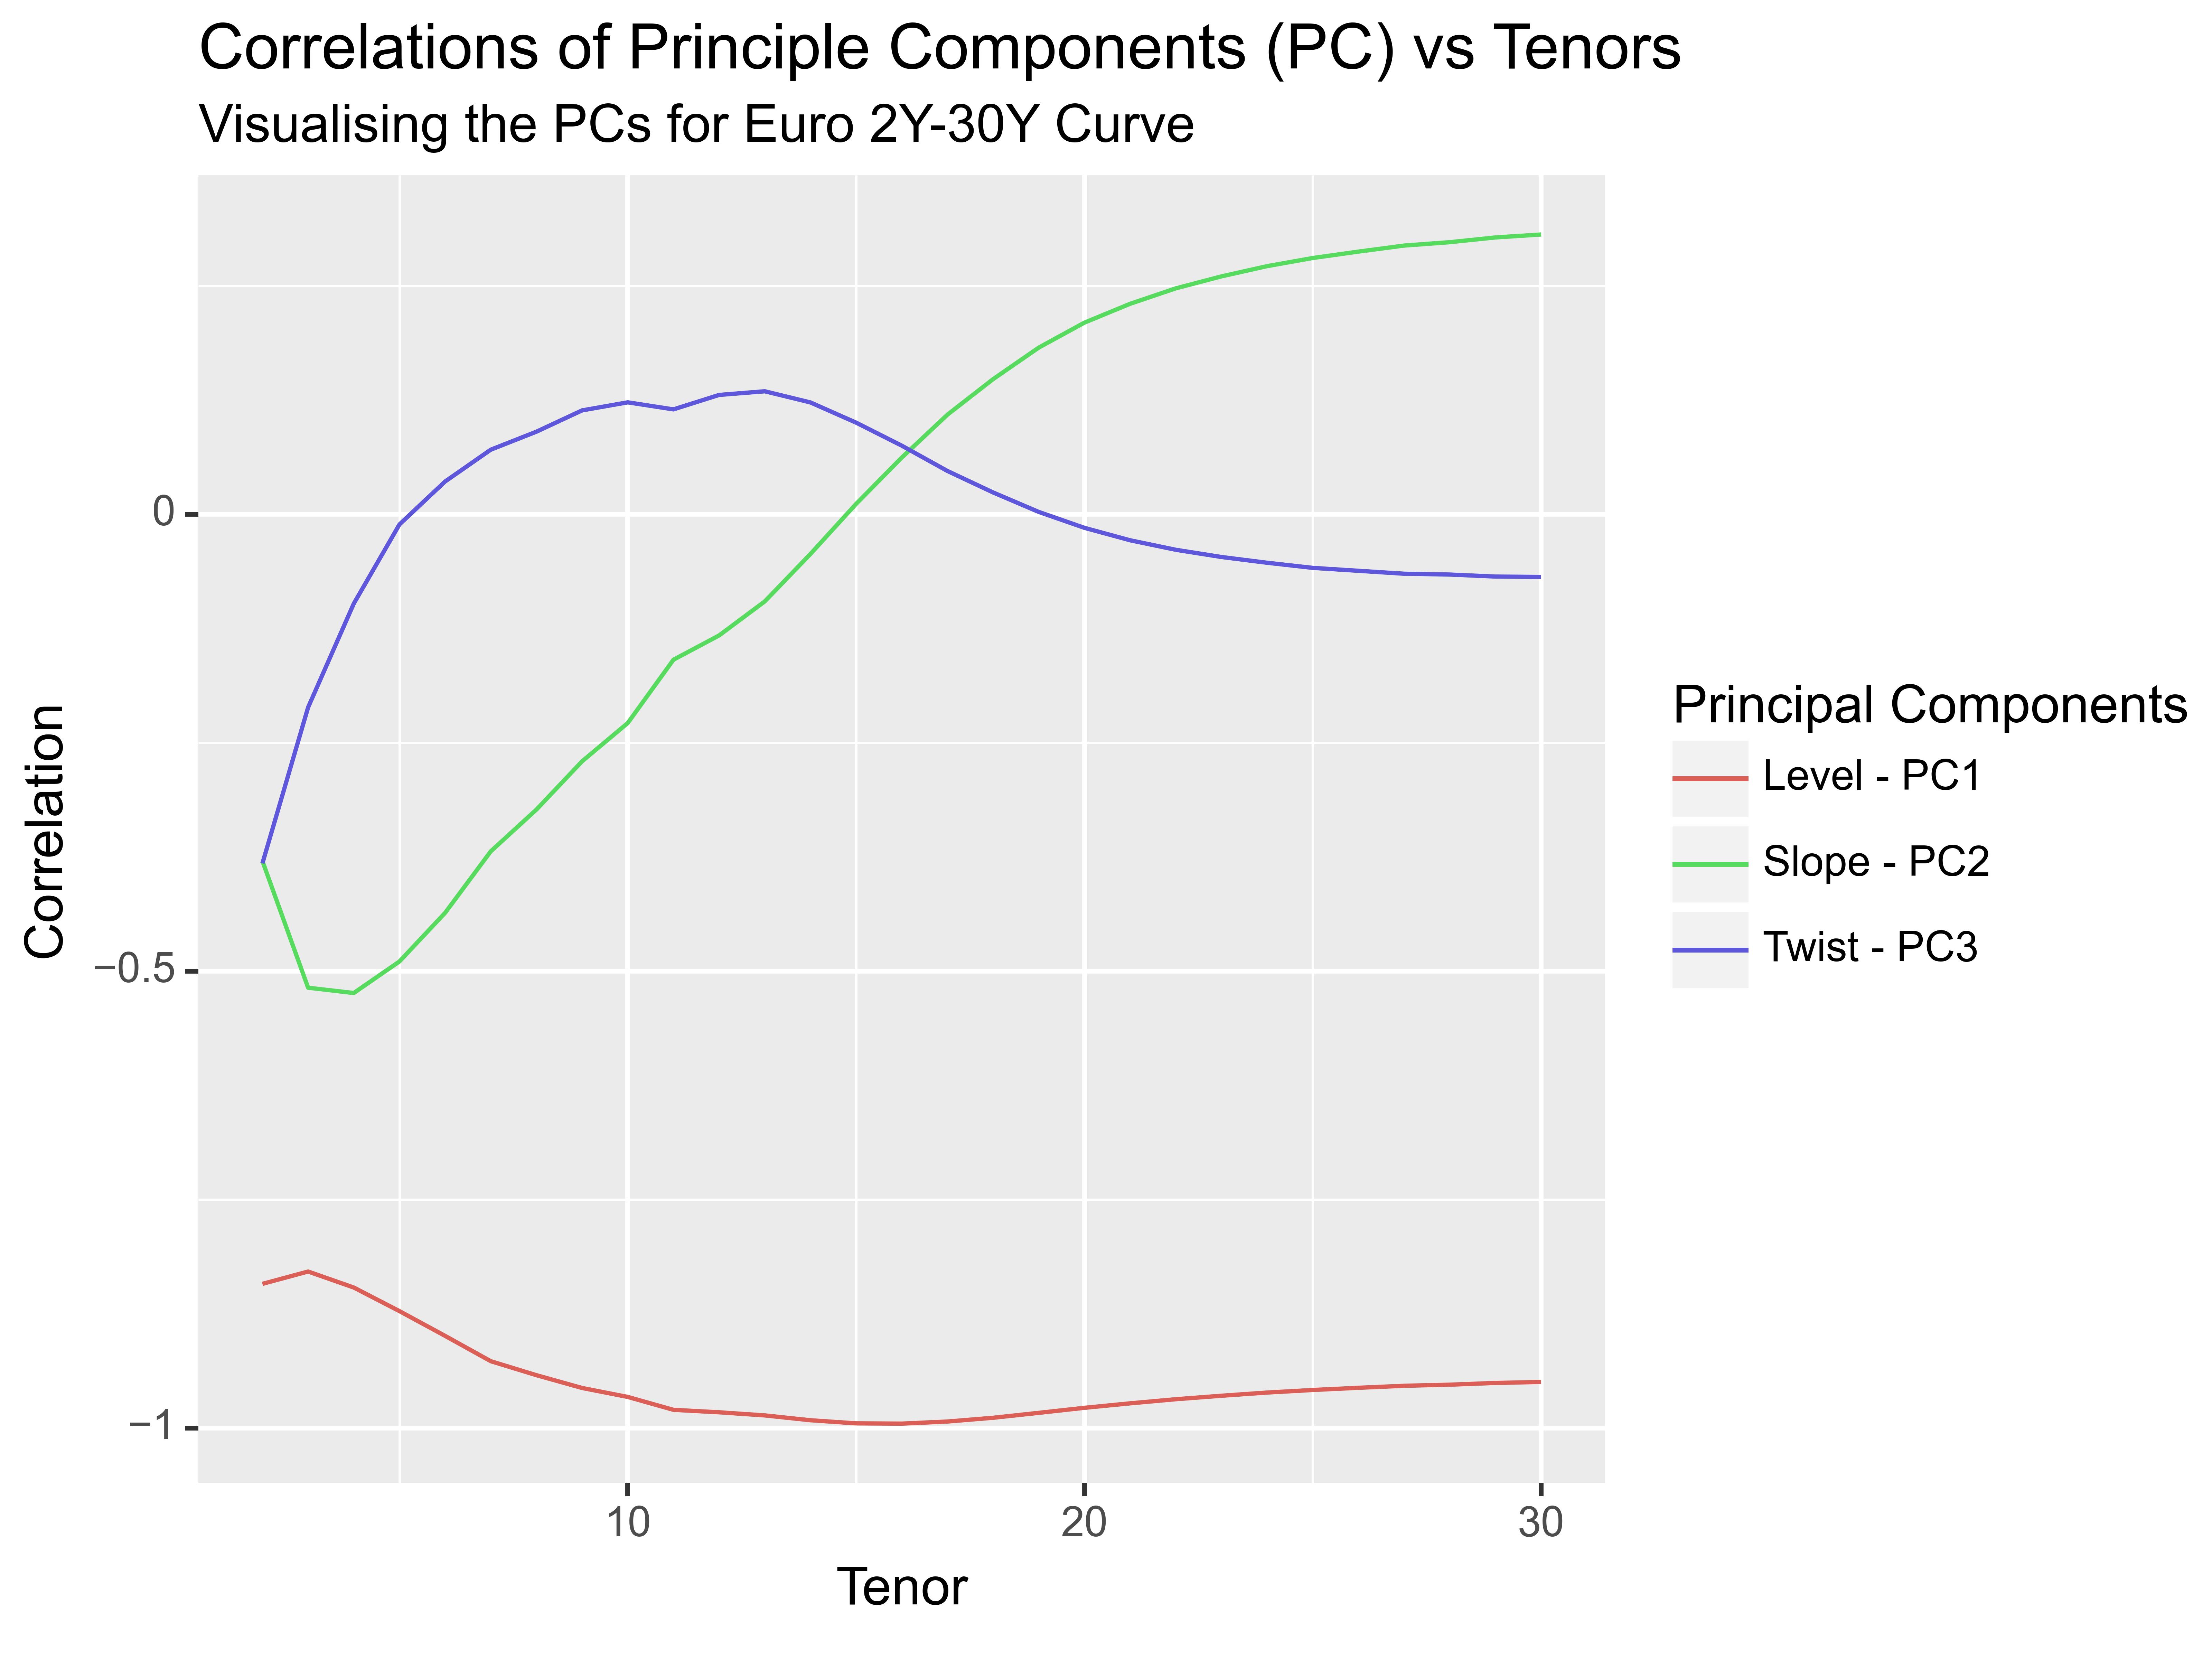 Correlations of Principle Components (PC) vs Tenors
Visualising the PCs for Euro 2Y-30Y Curve
Correlation
0
−0.5
−1
10
20
30
Tenor
Principal Components
Level - PC1
Slope - PC2
Twist - PC3